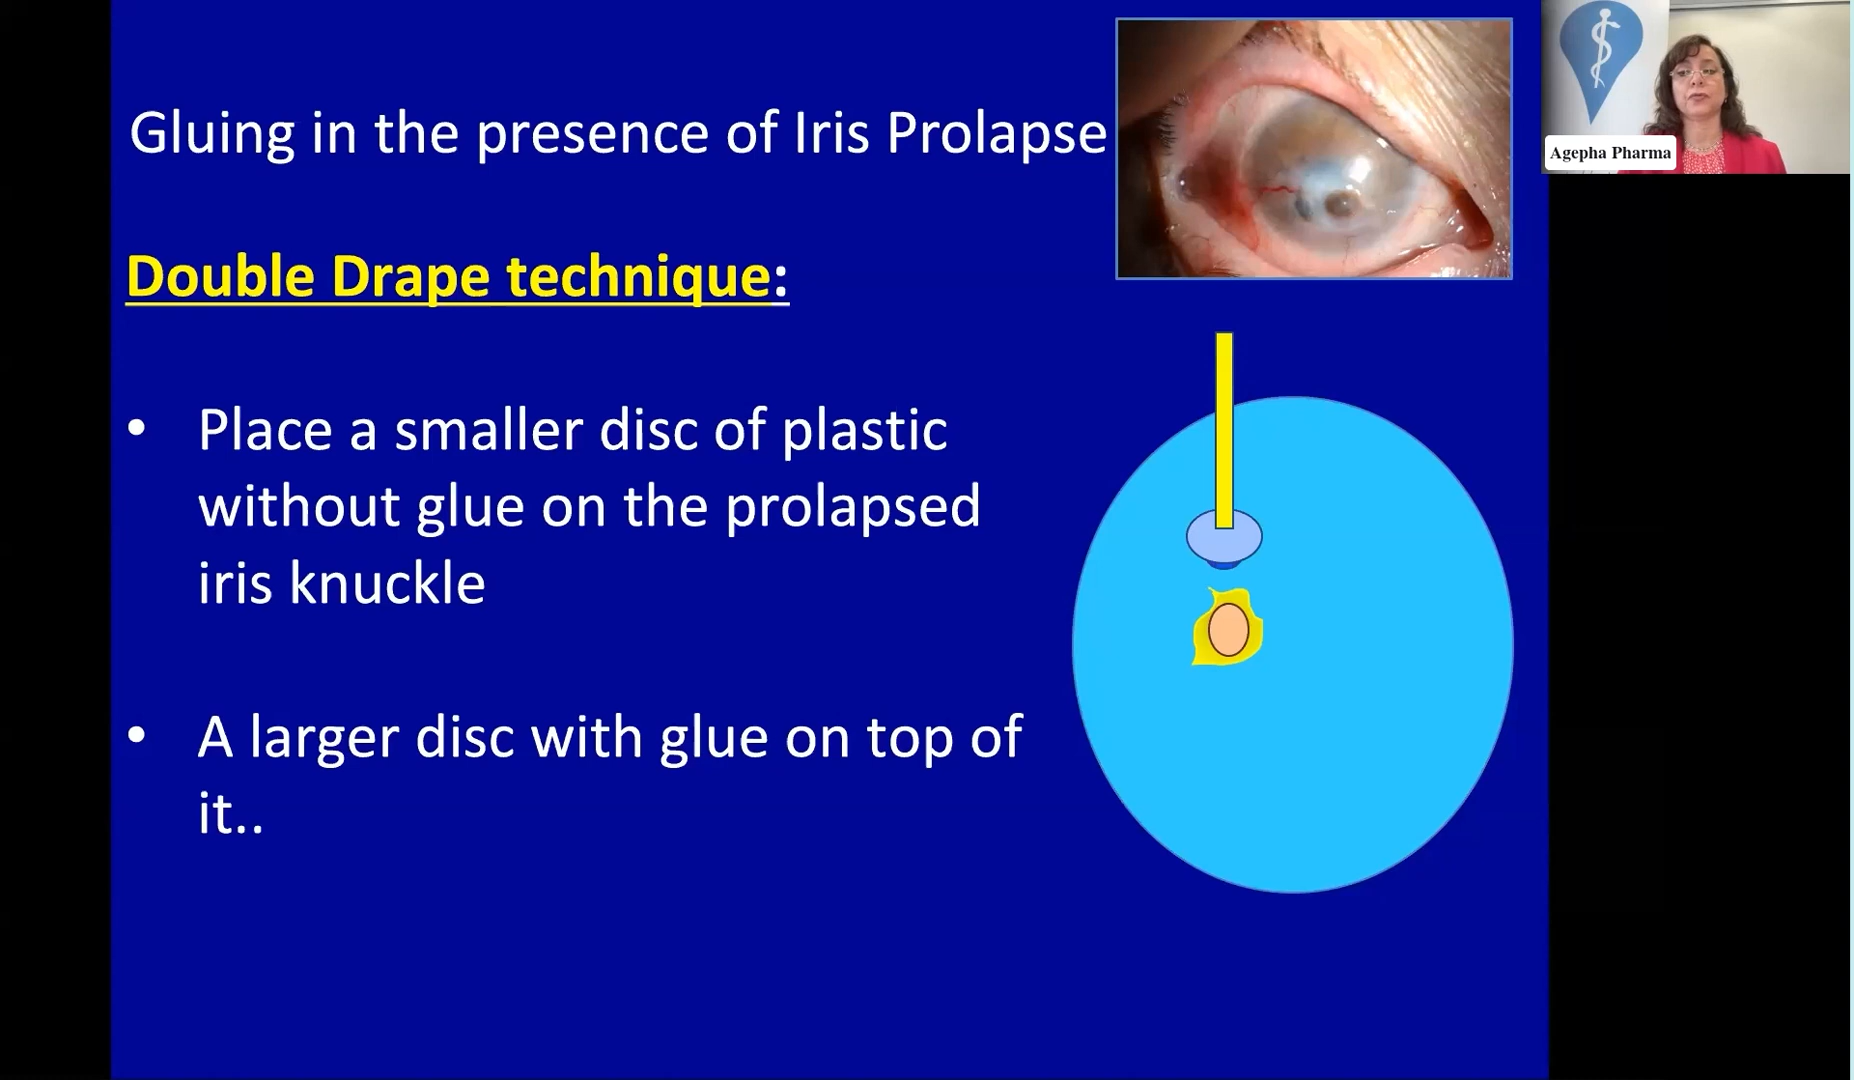 Gluing in the presence of Iris Prolapse
Agepha Pharma
Double Drape technique:
• Place a smaller disc of plastic
without glue on the prolapsed
iris knuckle
• A larger disc with glue on top of
it..